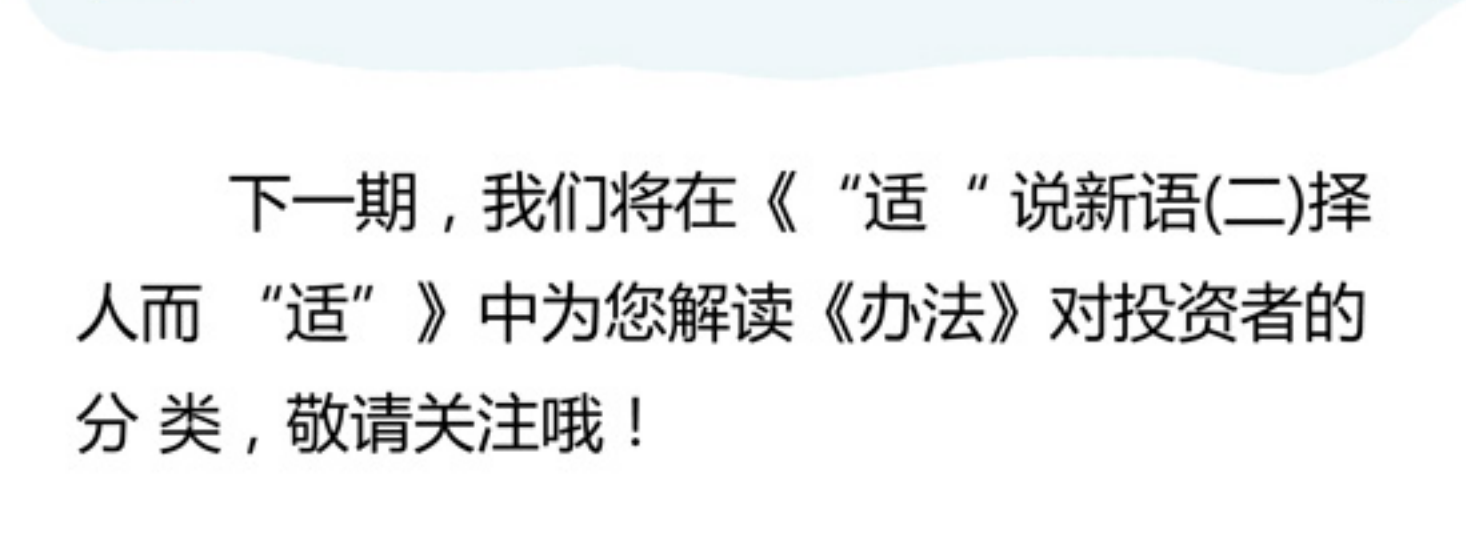 下一期，我们将在《“适“说新语(二)择
人而 “适” 》中为您解读《办法》对投资者的
分 类，敬请关注哦！